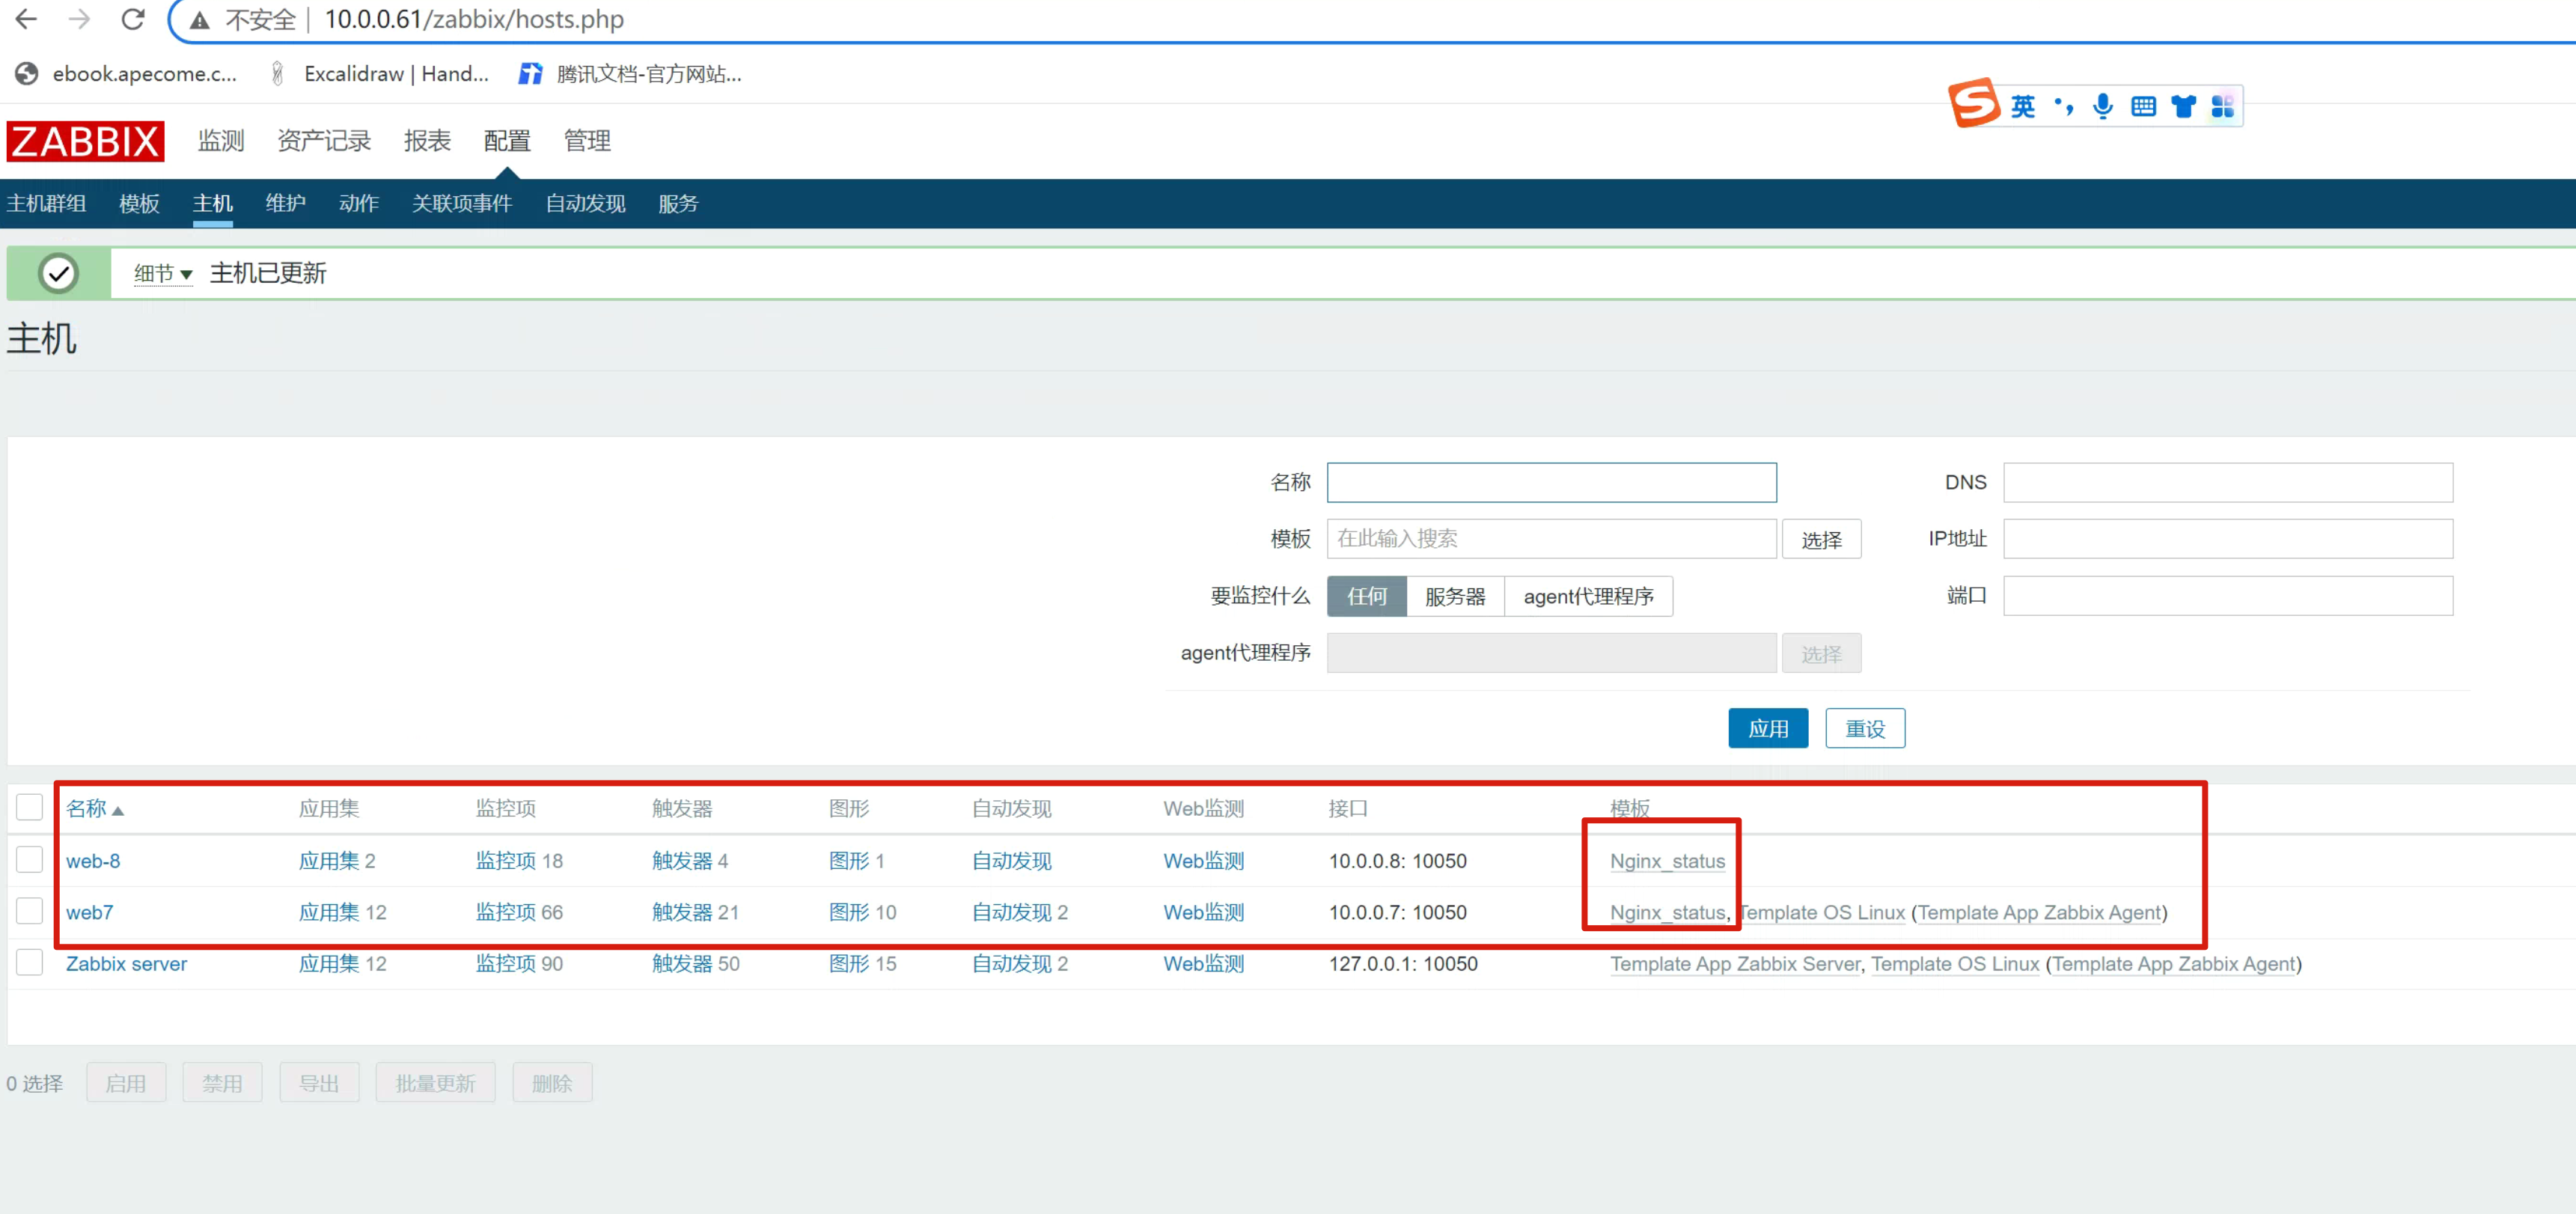 不安全 | 10.0.0.61/zabbix/hosts.php
ebook.apecome.c... Excalidraw | Hand... 腾讯文档-官方网站...
S 英
ZABBIX 监测 资产记录 报表 配置 管理
主机群组 模板 主机 维护 动作 关联项事件 自动发现 服务
细节 主机已更新
主机
名称 DNS
模板 在此输入搜索 选择 IP地址
要监控什么 任何 服务器 agent代理程序 端口
agent代理程序 选择
应用 重设
名称 应用集 监控项 触发器 图形 自动发现 Web监测 接口 模板
web-8 应用集 2 监控项 18 触发器 4 图形 1 自动发现 Web监测 10.0.0.8: 10050 Nginx_status
web7 应用集 12 监控项 66 触发器 21 图形 10 自动发现 2 Web监测 10.0.0.7: 10050 Nginx_status, Template OS Linux (Template App Zabbix Agent)
Zabbix server 应用集 12 监控项 90 触发器 50 图形 15 自动发现 2 Web监测 127.0.0.1: 10050 Template App Zabbix Server, Template OS Linux (Template App Zabbix Agent)
0 选择 启用 禁用 导出 批量更新 删除